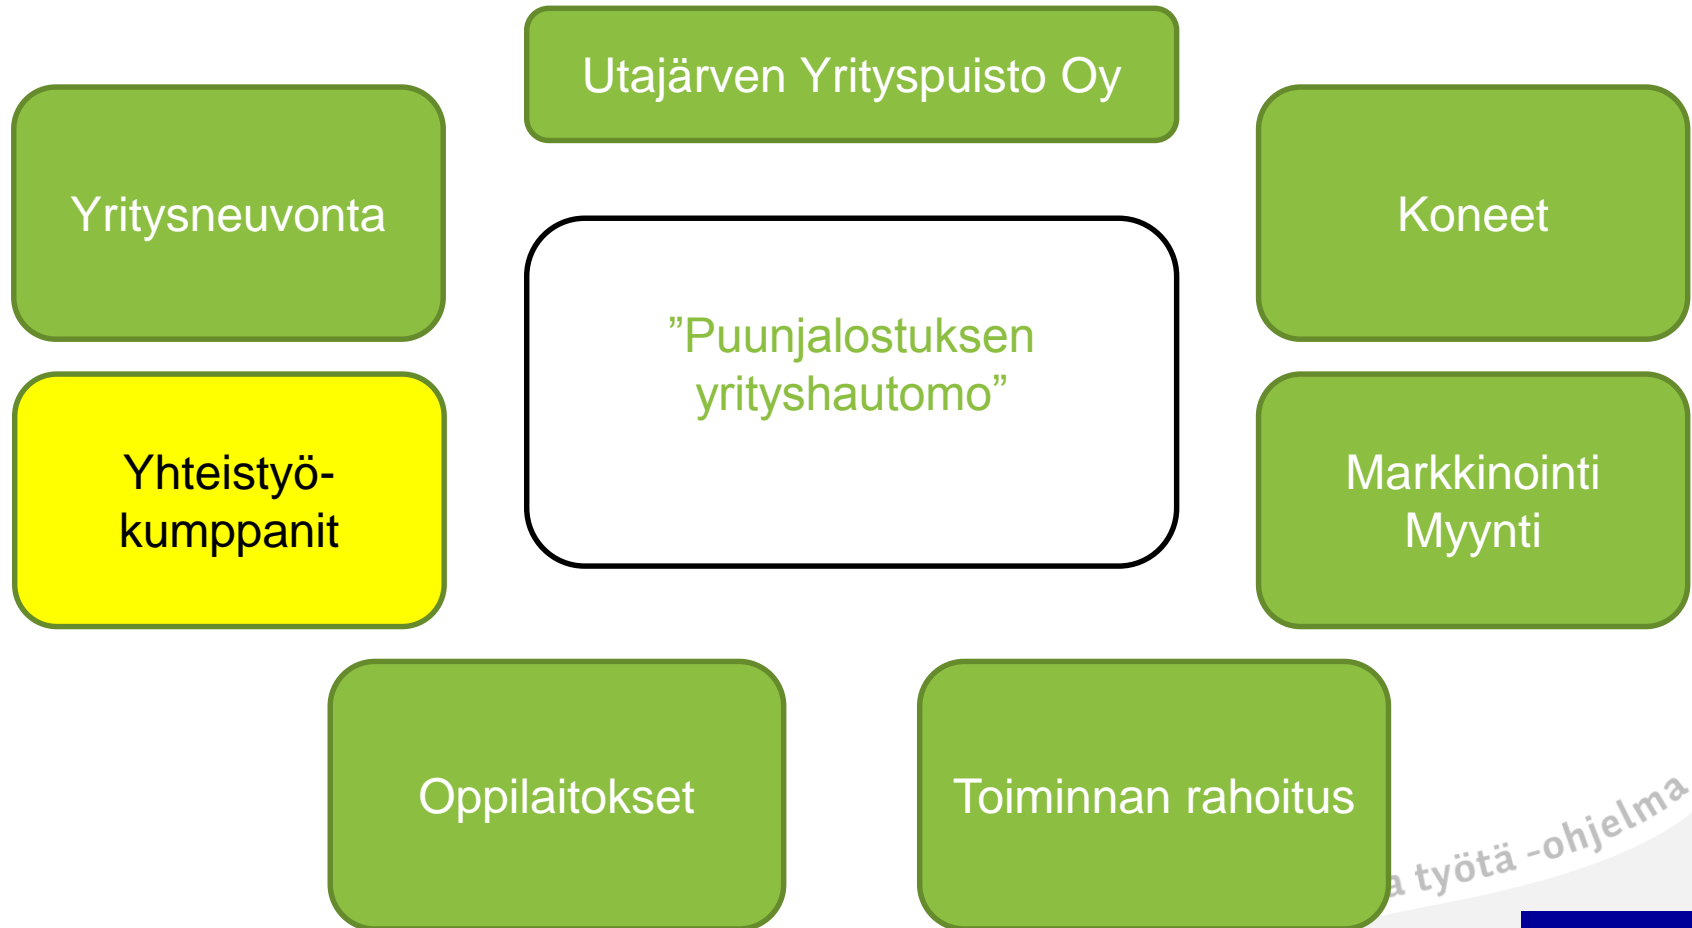 Utajärven Yrityspuisto Oy
Yritysneuvonta
Koneet
”Puunjalostuksen
yrityshautomo”
Yhteistyö-
kumppanit
Markkinointi
Myynti
Oppilaitokset
Toiminnan rahoitus
a työtä -ohjelma